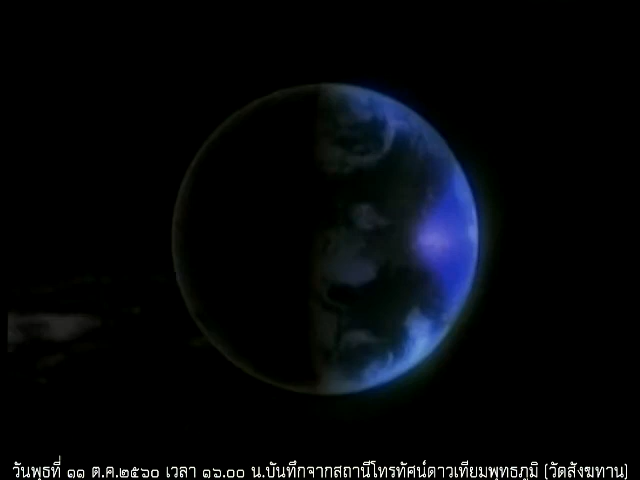 วันพุธที่ ๑๑ ต.ค.๒๕๖๐ เวลา ๑๖.๐๐ น.บันทึกจากสถานีโทรทัศน์ดาวเทียมพุทธภูมิ (วัดสังฆทาน)